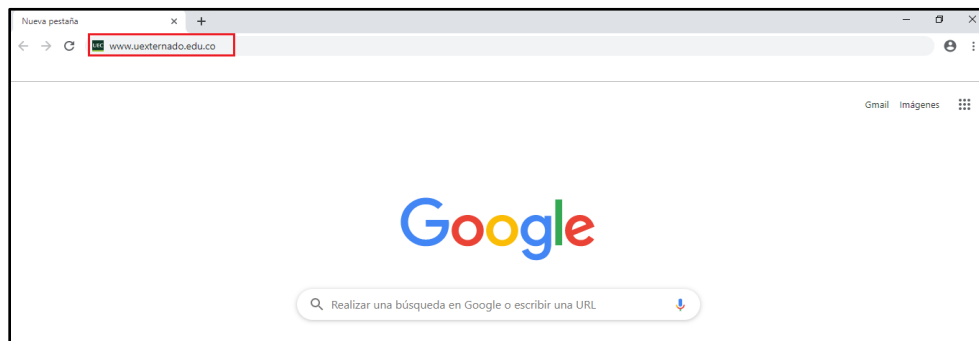 Nueva pestaña
www.uexternado.edu.co
Gmail Imágenes
Google
Realizar una búsqueda en Google o escribir una URL